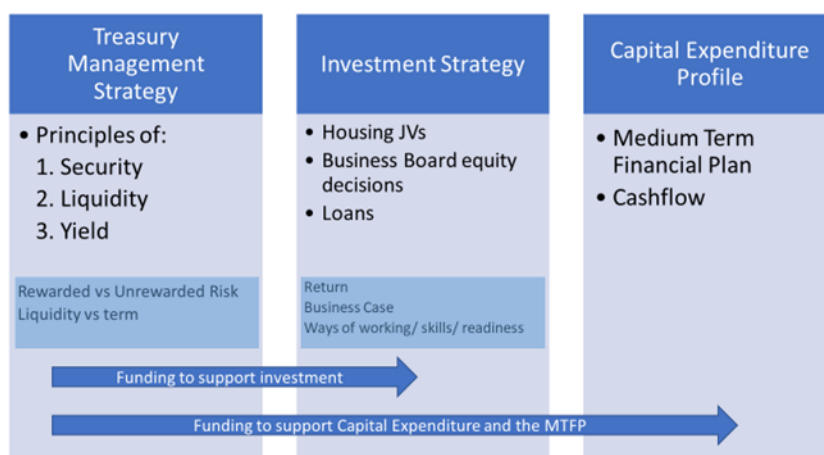 Treasury
Management
Strategy
• Principles of:
1. Security
2. Liquidity
3. Yield
Rewarded vs Unrewarded Risk
Liquidity vs term
Investment Strategy
• Housing JVs
• Business Board equity
decisions
• Loans
Return
Business Case
Ways of working/ skills/ readiness
Capital Expenditure
Profile
• Medium Term
Financial Plan
• Cashflow
Funding to support investment
Funding to support Capital Expenditure and the MTFP